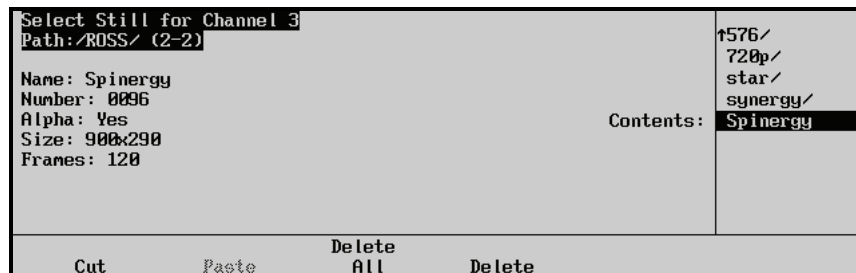 Select Still for Channel 3
Path:/ROSS/ (2-2)
Name: Spinergy
Number: 0096
Alpha: Yes
Size: 900x290
Frames: 120
Contents:
↑576/
720p/
star/
synergy/
Spinergy
Cut
Paste
Delete
All
Delete